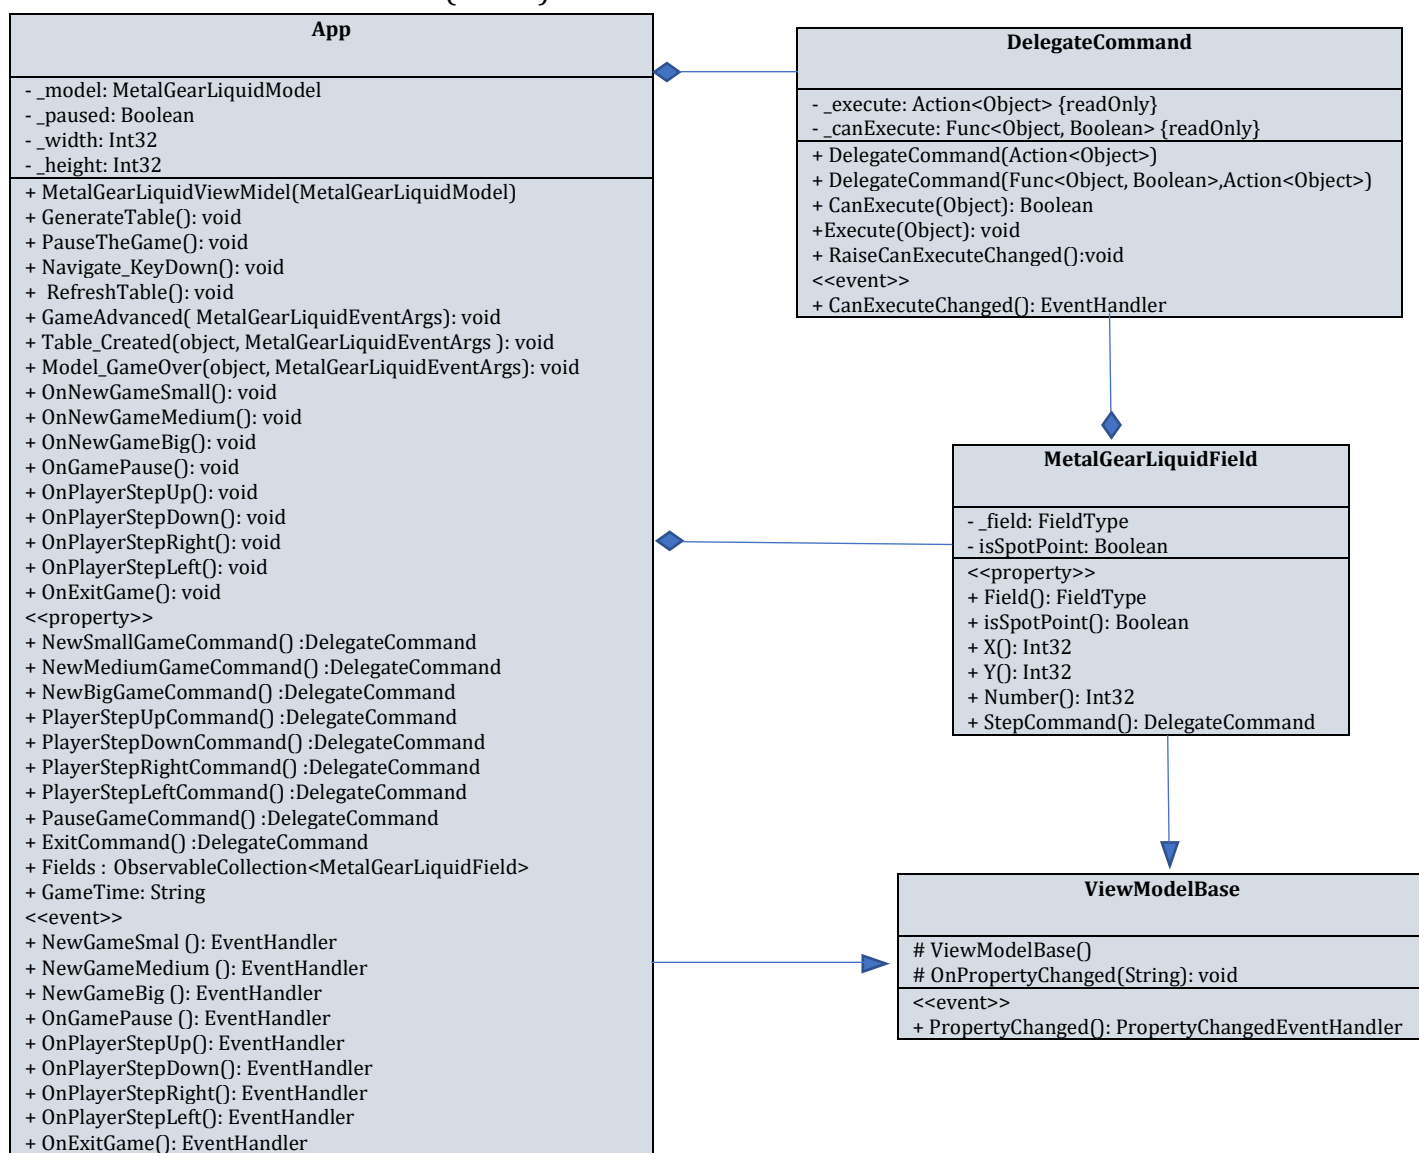 App
- _model: MetalGearLiquidModel
- _paused: Boolean
- _width: Int32
- _height: Int32
+ MetalGearLiquidViewMidel(MetalGearLiquidModel)
+ GenerateTable(): void
+ PauseTheGame(): void
+ Navigate_KeyDown(): void
+  RefreshTable(): void
+ GameAdvanced( MetalGearLiquidEventArgs): void
+ Table_Created(object, MetalGearLiquidEventArgs ): void
+ Model_GameOver(object, MetalGearLiquidEventArgs): void
+ OnNewGameSmall(): void
+ OnNewGameMedium(): void
+ OnNewGameBig(): void
+ OnGamePause(): void
+ OnPlayerStepUp(): void
+ OnPlayerStepDown(): void
+ OnPlayerStepRight(): void
+ OnPlayerStepLeft(): void
+ OnExitGame(): void
<<property>>
+ NewSmallGameCommand() :DelegateCommand
+ NewMediumGameCommand() :DelegateCommand
+ NewBigGameCommand() :DelegateCommand
+ PlayerStepUpCommand() :DelegateCommand
+ PlayerStepDownCommand() :DelegateCommand
+ PlayerStepRightCommand() :DelegateCommand
+ PlayerStepLeftCommand() :DelegateCommand
+ PauseGameCommand() :DelegateCommand
+ ExitCommand() :DelegateCommand
+ Fields : ObservableCollection<MetalGearLiquidField>
+ GameTime: String
<<event>>
+ NewGameSmal (): EventHandler
+ NewGameMedium (): EventHandler
+ NewGameBig (): EventHandler
+ OnGamePause (): EventHandler
+ OnPlayerStepUp(): EventHandler
+ OnPlayerStepDown(): EventHandler
+ OnPlayerStepRight(): EventHandler
+ OnPlayerStepLeft(): EventHandler
+ OnExitGame(): EventHandler
DelegateCommand
- _execute: Action<Object> {readOnly}
- _canExecute: Func<Object, Boolean> {readOnly}
+ DelegateCommand(Action<Object>)
+ DelegateCommand(Func<Object, Boolean>,Action<Object>)
+ CanExecute(Object): Boolean
+Execute(Object): void
+ RaiseCanExecuteChanged():void
<<event>>
+ CanExecuteChanged(): EventHandler
MetalGearLiquidField
- _field: FieldType
- isSpotPoint: Boolean
<<property>>
+ Field(): FieldType
+ isSpotPoint(): Boolean
+ X(): Int32
+ Y(): Int32
+ Number(): Int32
+ StepCommand(): DelegateCommand
ViewModelBase
# ViewModelBase()
# OnPropertyChanged(String): void
<<event>>
+ PropertyChanged(): PropertyChangedEventHandler